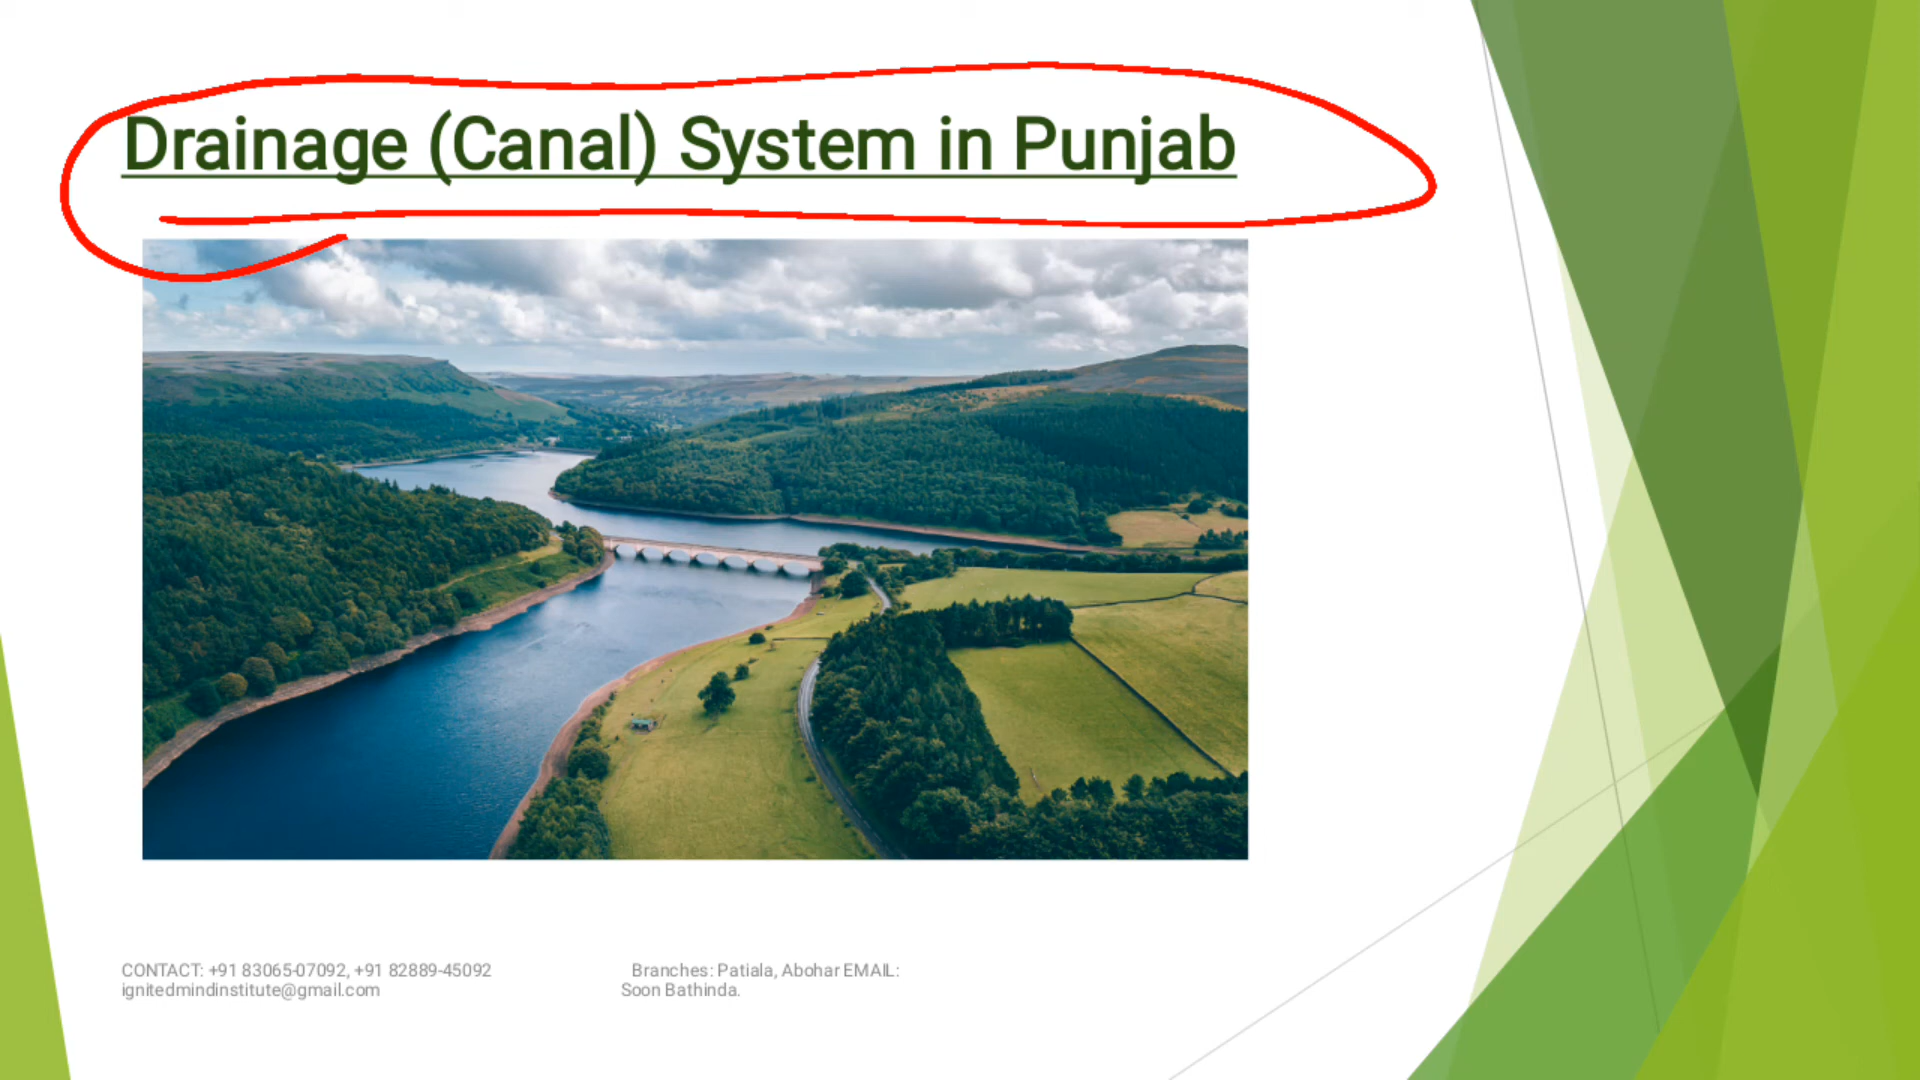 Drainage (Canal) System in Punjab
CONTACT: +91 83065-07092, +91 82889-45092 Branches: Patiala, Abohar EMAIL:
ignitedmindinstitute@gmail.com Soon Bathinda.